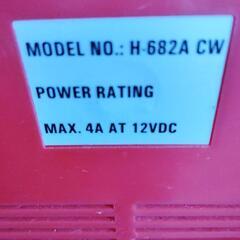 MODEL NO.: H-682A CW
POWER RATING
MAX. 4A AT 12VDC